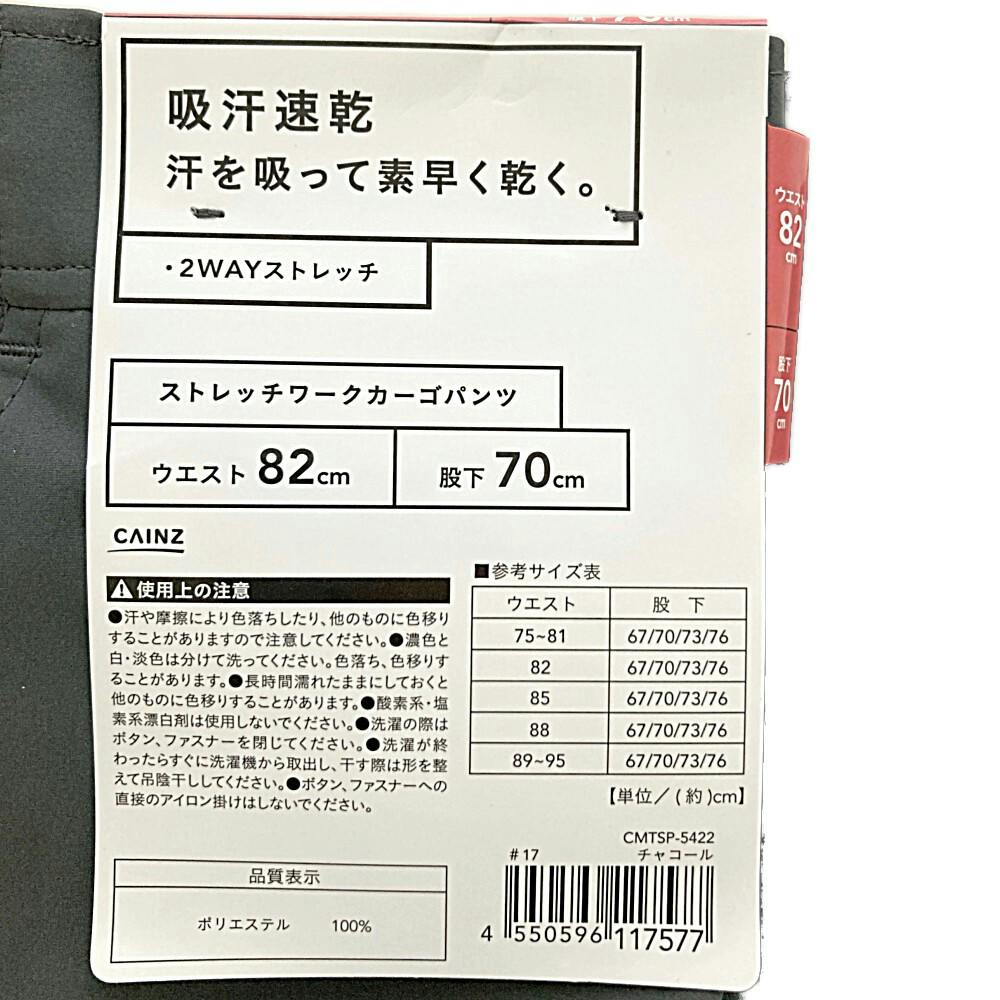 吸汗速乾
汗を吸って素早く乾く。
・2WAYストレッチ
ストレッチワークカーゴパンツ
ウエスト 82cm
股下 70cm
CAINZ
使用上の注意
●汗や摩擦により色落ちしたり、他のものに色移り
することがありますので注意してください。●濃色と
白・淡色は分けて洗ってください。色落ち、色移りす
ることがあります。●長時間濡れたままにしておくと
他のものに色移りすることがあります。●酸素系・塩
素系漂白剤は使用しないでください。●洗濯の際は
ボタン、ファスナーを閉じてください。●洗濯が終
わったらすぐに洗濯機から取出し、干す際は形を整
えて吊陰干ししてください。●ボタン、ファスナーへの
直接のアイロン掛けはしないでください。
品質表示
ポリエステル 100%
■参考サイズ表
ウエスト 股 下
75~81 67/70/73/76
82 67/70/73/76
85 67/70/73/76
88 67/70/73/76
89~95 67/70/73/76
【単位／(約)cm】
CMTSP-5422
#17 チャコール
4 550596 117577
ウエスト
82
cm
股下
70
cm